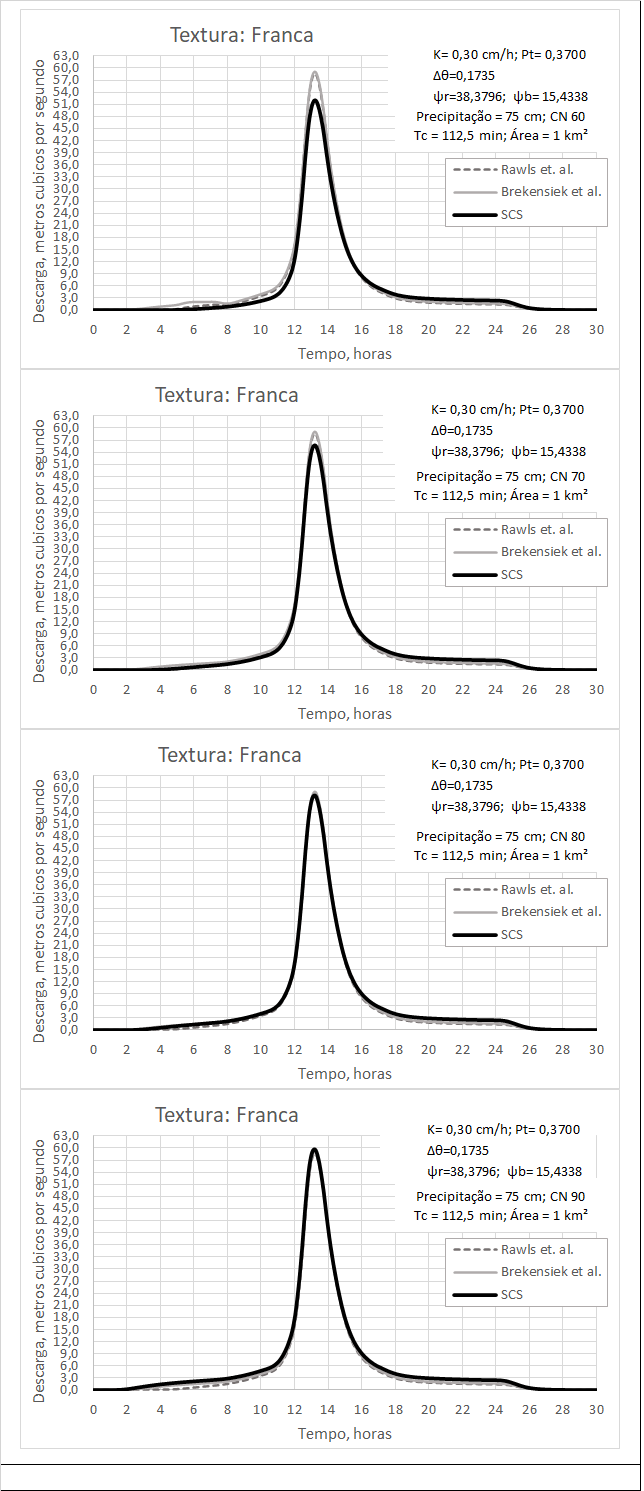 Textura: Franca
K= 0,30 cm/h; Pt= 0,3700
Δθ=0,1735
ψr=38,3796; ψb= 15,4338
Precipitação = 75 cm; CN 60
Tc = 112,5 min; Área = 1 km²
Rawls et. al.
Brekensiek et al.
SCS
Descarga, metros cubicos por segundo
63,0
60,0
57,0
54,0
51,0
48,0
45,0
42,0
39,0
36,0
33,0
30,0
27,0
24,0
21,0
18,0
15,0
12,0
9,0
6,0
3,0
0,0
0 2 4 6 8 10 12 14 16 18 20 22 24 26 28 30
Tempo, horas
Textura: Franca
K= 0,30 cm/h; Pt= 0,3700
Δθ=0,1735
ψr=38,3796; ψb= 15,4338
Precipitação = 75 cm; CN 70
Tc = 112,5 min; Área = 1 km²
Rawls et. al.
Brekensiek et al.
SCS
Descarga, metros cubicos por segundo
63,0
60,0
57,0
54,0
51,0
48,0
45,0
42,0
39,0
36,0
33,0
30,0
27,0
24,0
21,0
18,0
15,0
12,0
9,0
6,0
3,0
0,0
0 2 4 6 8 10 12 14 16 18 20 22 24 26 28 30
Tempo, horas
Textura: Franca
K= 0,30 cm/h; Pt= 0,3700
Δθ=0,1735
ψr=38,3796; ψb= 15,4338
Precipitação = 75 cm; CN 80
Tc = 112,5 min; Área = 1 km²
Rawls et. al.
Brekensiek et al.
SCS
Descarga, metros cubicos por segundo
63,0
60,0
57,0
54,0
51,0
48,0
45,0
42,0
39,0
36,0
33,0
30,0
27,0
24,0
21,0
18,0
15,0
12,0
9,0
6,0
3,0
0,0
0 2 4 6 8 10 12 14 16 18 20 22 24 26 28 30
Tempo, horas
Textura: Franca
K= 0,30 cm/h; Pt= 0,3700
Δθ=0,1735
ψr=38,3796; ψb= 15,4338
Precipitação = 75 cm; CN 90
Tc = 112,5 min; Área = 1 km²
Rawls et. al.
Brekensiek et al.
SCS
Descarga, metros cubicos por segundo
63,0
60,0
57,0
54,0
51,0
48,0
45,0
42,0
39,0
36,0
33,0
30,0
27,0
24,0
21,0
18,0
15,0
12,0
9,0
6,0
3,0
0,0
0 2 4 6 8 10 12 14 16 18 20 22 24 26 28 30
Tempo, horas